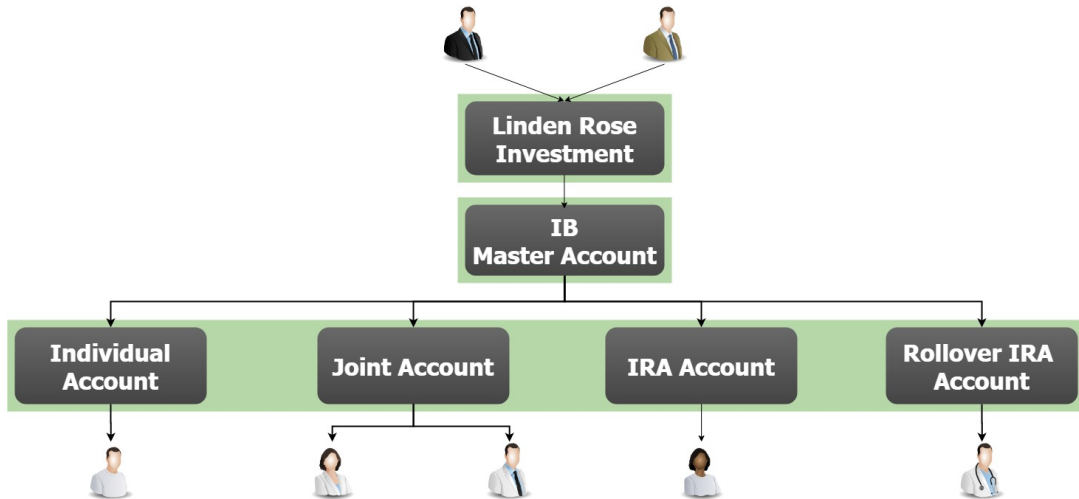 Linden Rose
Investment
IB
Master Account
Individual
Account
Joint Account
IRA Account
Rollover IRA
Account